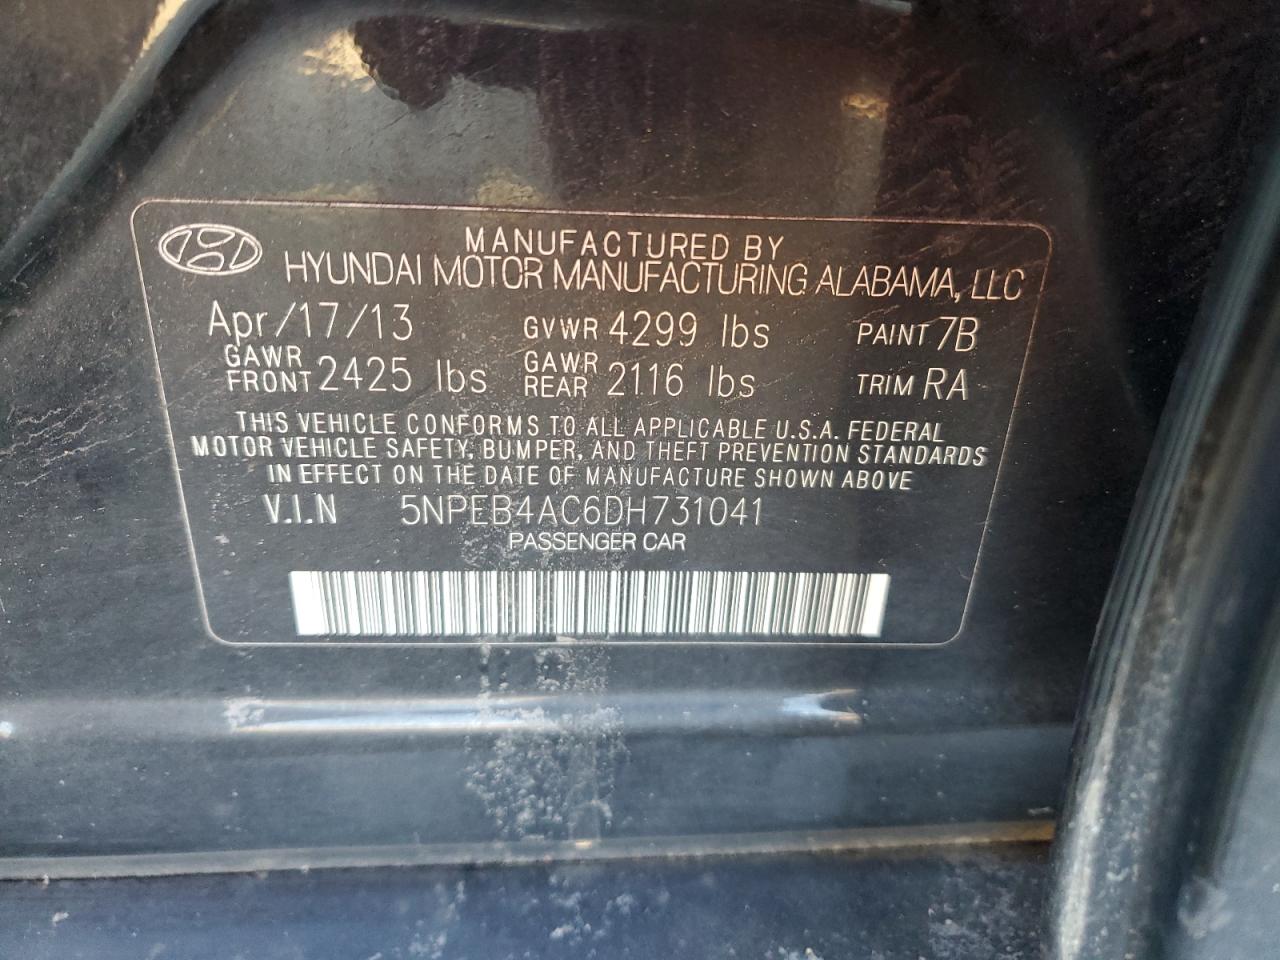 MANUFACTURED BY
HYUNDAI MOTOR MANUFACTURING ALABAMA, LLC
Apr/17/13 GVWR 4299 lbs PAINT 7B
GAWR FRONT 2425 lbs GAWR REAR 2116 lbs TRIM RA
THIS VEHICLE CONFORMS TO ALL APPLICABLE U.S.A. FEDERAL
MOTOR VEHICLE SAFETY, BUMPER, AND THEFT PREVENTION STANDARDS
IN EFFECT ON THE DATE OF MANUFACTURE SHOWN ABOVE
V.I.N 5NPEB4AC6DH731041
PASSENGER CAR